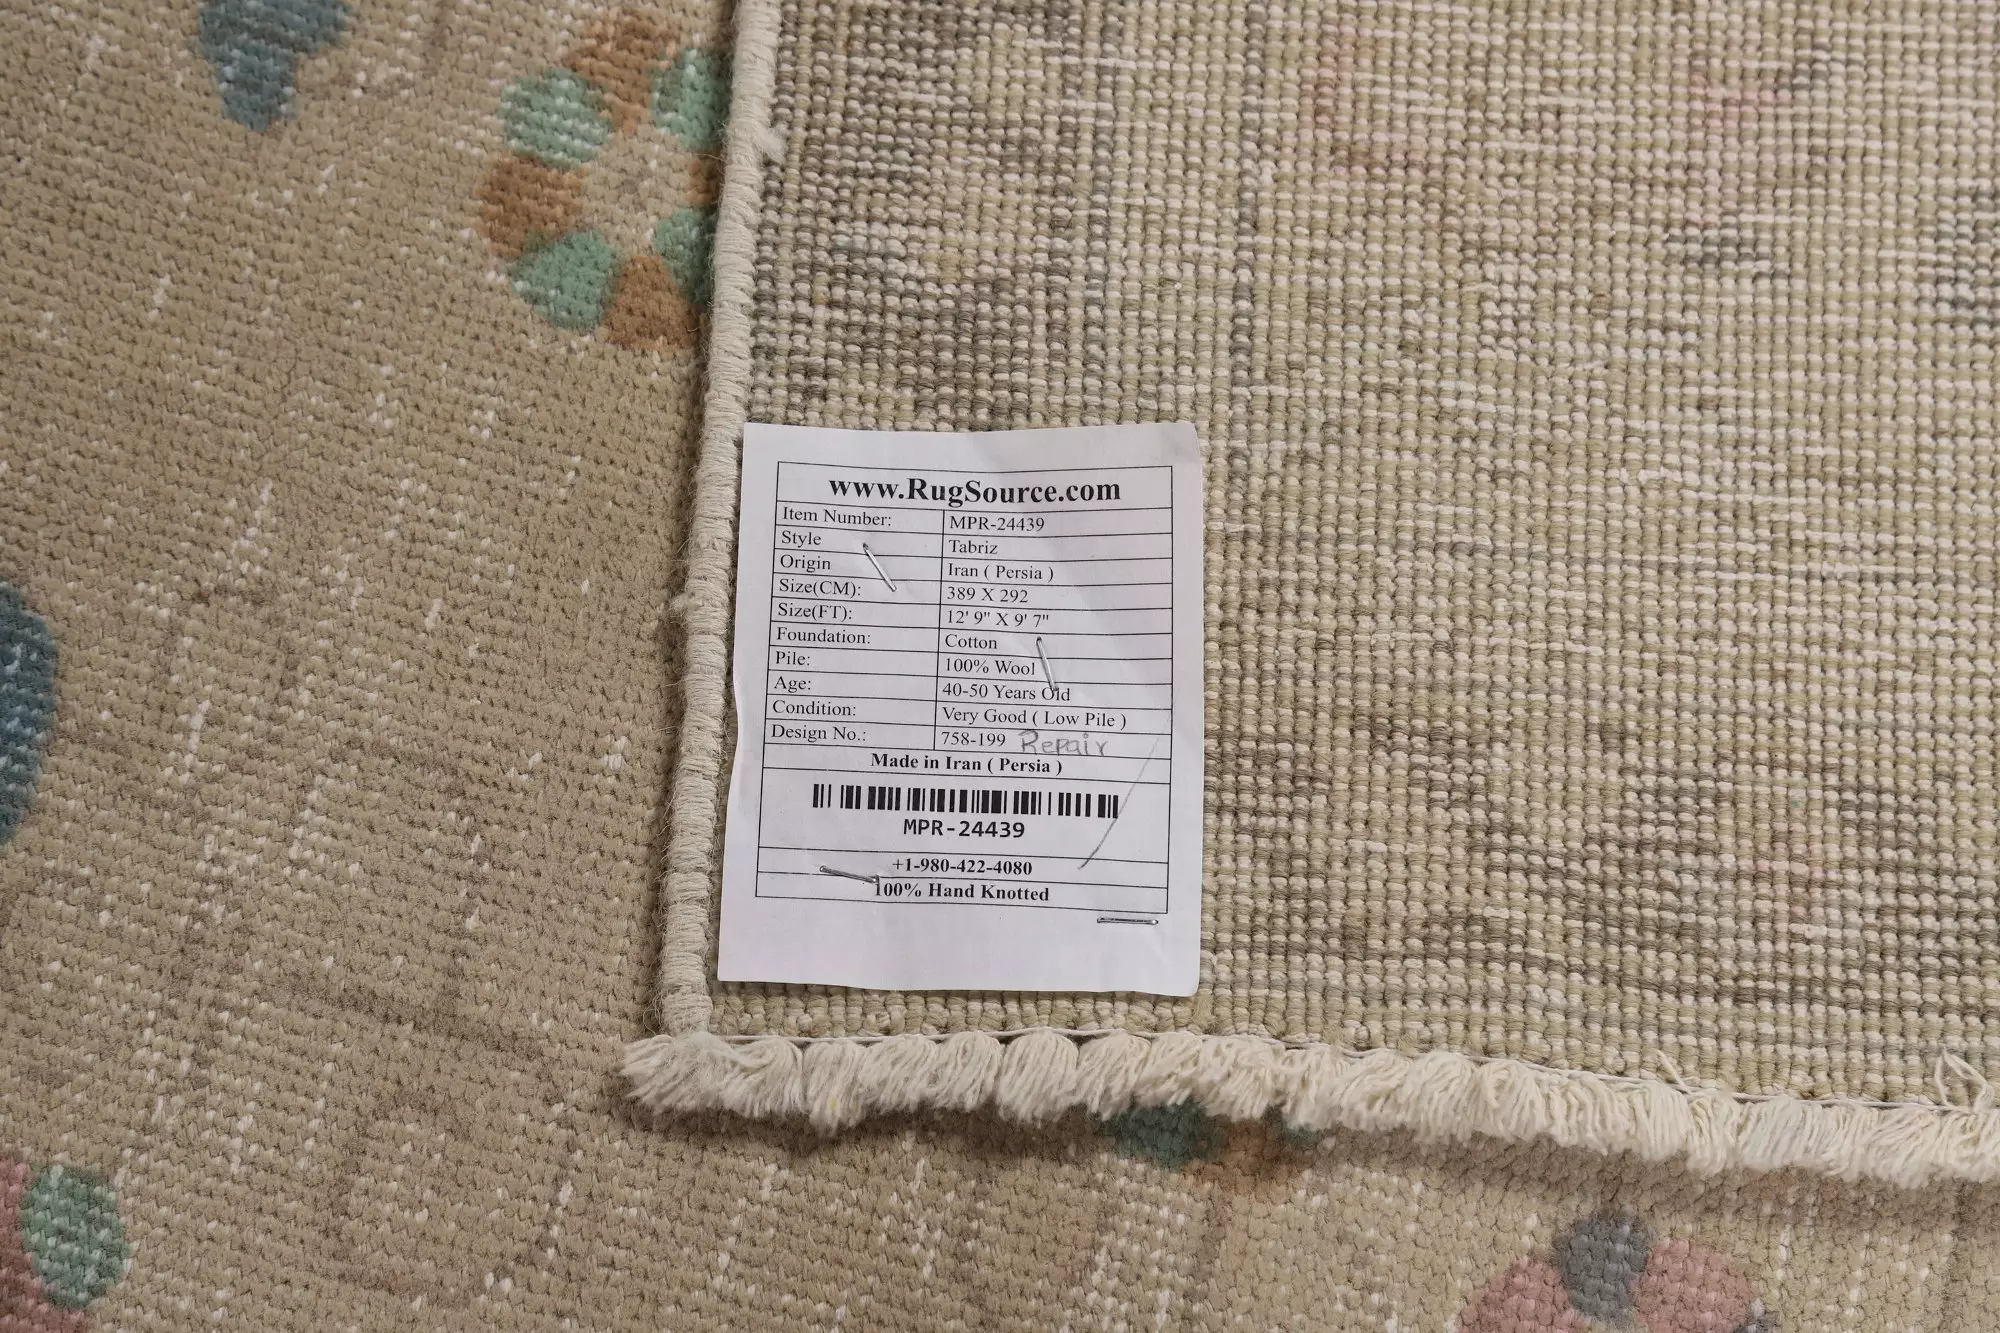 www.RugSource.com
Item Number: MPR-24439
Style Tabriz
Origin Iran ( Persia )
Size(CM): 389 X 292
Size(FT): 12' 9" X 9' 7"
Foundation: Cotton
Pile: 100% Wool
Age: 40-50 Years Old
Condition: Very Good ( Low Pile )
Design No.: 758-199 Repair
Made in Iran ( Persia )
MPR-24439
+1-980-422-4080
100% Hand Knotted